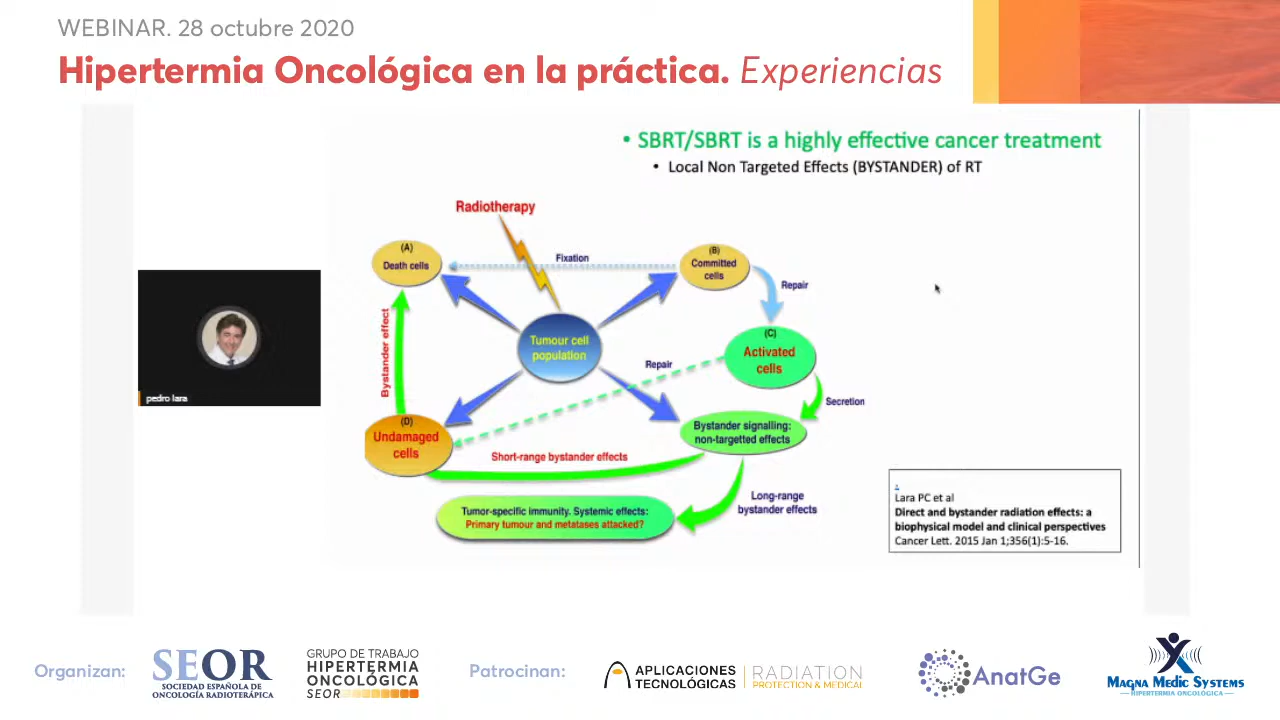 WEBINAR. 28 octubre 2020
Hipertermia Oncológica en la práctica. Experiencias
• SBRT/SBRT is a highly effective cancer treatment
• Local Non Targeted Effects (BYSTANDER) of RT
Radiotherapy
(A)
Death cells
Fixation
(B)
Committed
cells
Repair
Tumour cell
population
(C)
Activated
cells
Repair
Bystander effect
Secretion
(D)
Undamaged
cells
Bystander signalling:
non-targetted effects
Short-range bystander effects
Long-range
bystander effects
Tumor-specific immunity. Systemic effects:
Primary tumour and metatases attacked?
pedro lara
Lara PC et al
Direct and bystander radiation effects: a
biophysical model and clinical perspectives
Cancer Lett. 2015 Jan 1;356(1):5-16.
Organizan:
SEOR
SOCIEDAD ESPAÑOLA DE
ONCOLOGÍA RADIOTERÁPICA
GRUPO DE TRABAJO
HIPERTERMIA
ONCOLÓGICA
SEOR
Patrocinan:
APLICACIONES
TECNOLÓGICAS
RADIATION
PROTECTION & MEDICAL
AnatGe
MAGNA MEDIC SYSTEMS
HIPERTERMIA ONCOLÓGICA